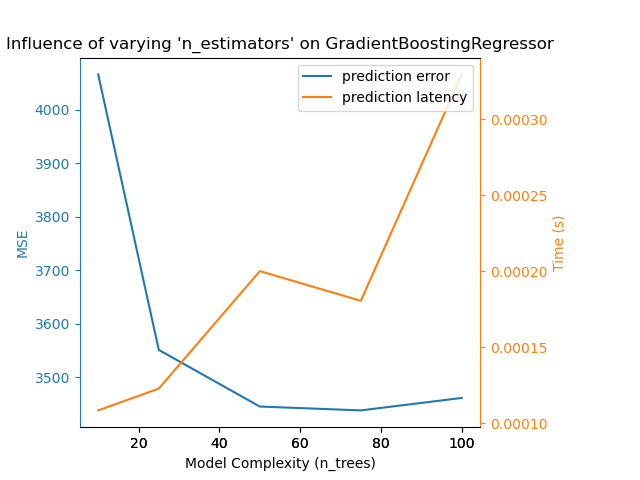 Influence of varying 'n_estimators' on GradientBoostingRegressor
prediction error
prediction latency
4000
3900
3800
3700
3600
3500
MSE
0.00030
0.00025
0.00020
0.00015
0.00010
Time (s)
20 40 60 80 100
Model Complexity (n_trees)